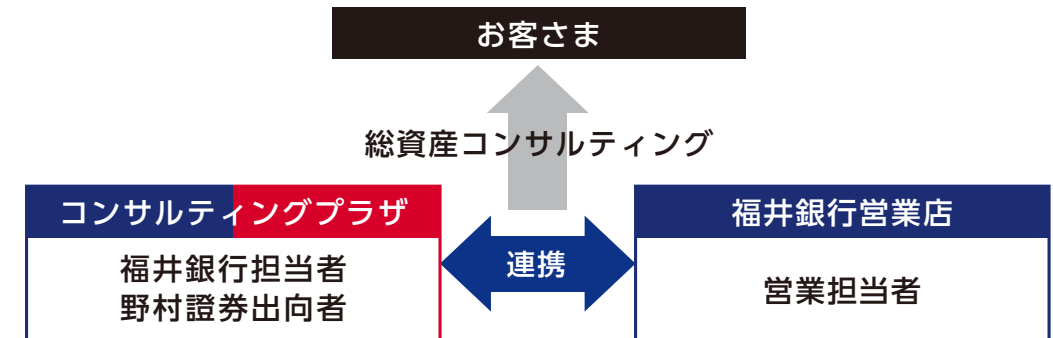 お客さま
総資産コンサルティング
コンサルティングプラザ
福井銀行担当者
野村證券出向者
連携
福井銀行営業店
営業担当者